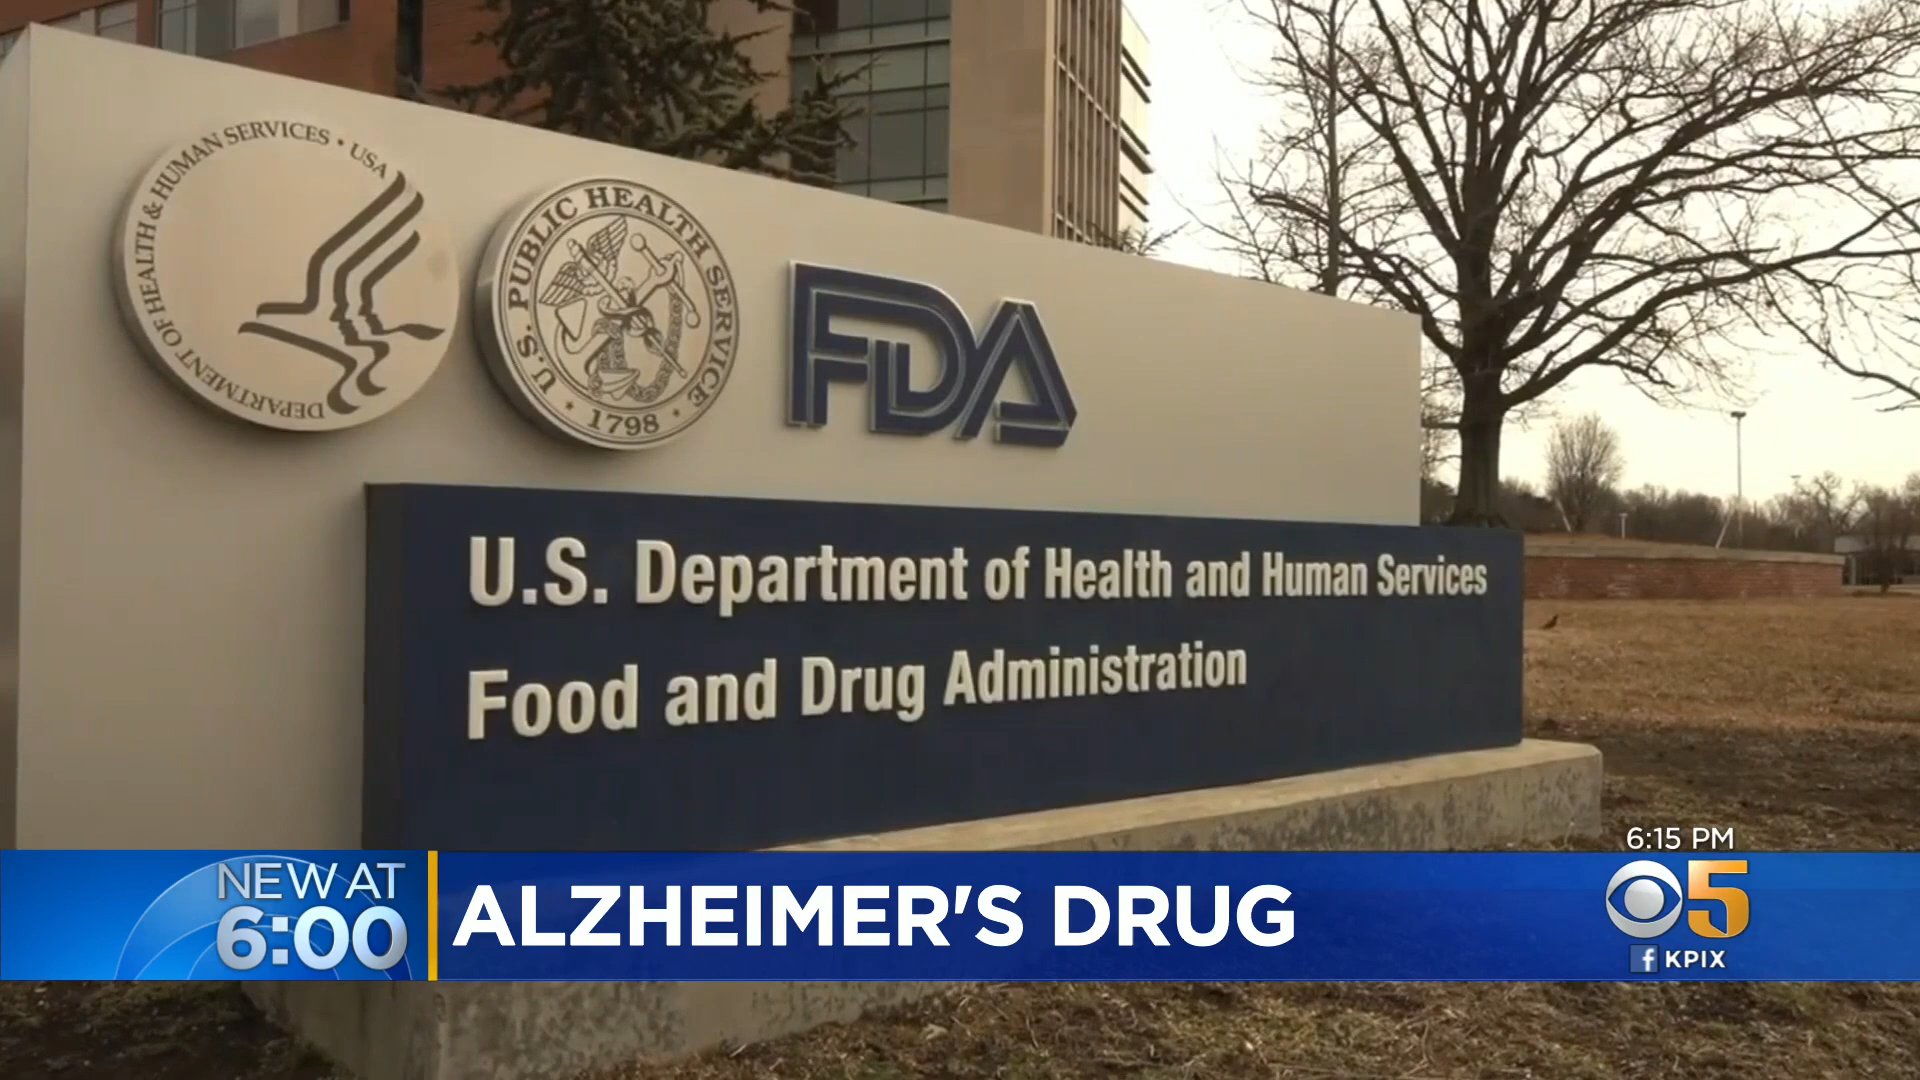 DEPARTMENT OF HEALTH & HUMAN SERVICES • USA
U.S. PUBLIC HEALTH SERVICE
1798
FDA
U.S. Department of Health and Human Services
Food and Drug Administration
6:15 PM
NEW AT
6:00
ALZHEIMER'S DRUG
5
f KPIX